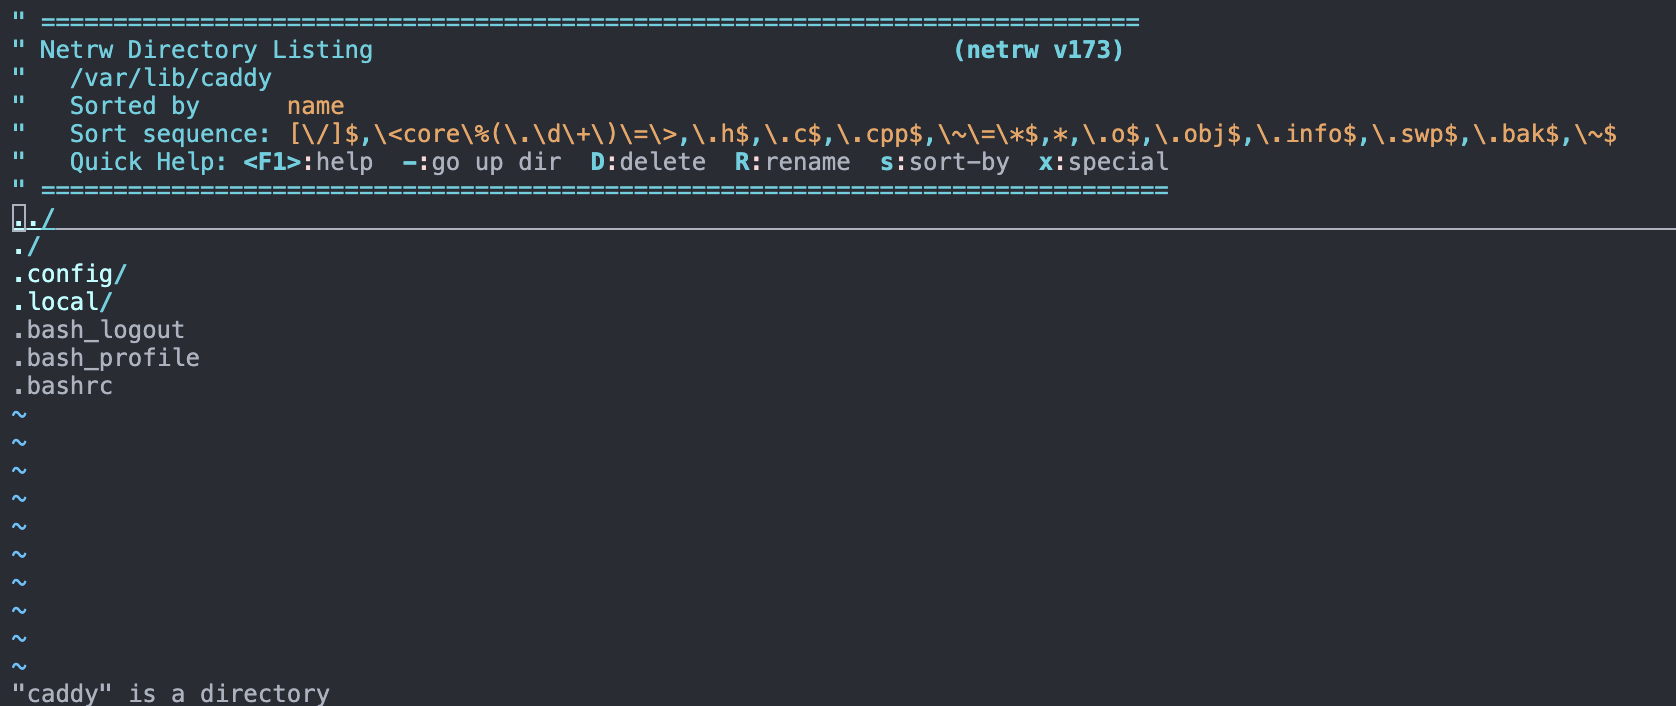 " ============================================================================
" Netrw Directory Listing                                        (netrw v173)
"   /var/lib/caddy
"   Sorted by      name
"   Sort sequence: [\/]$,\<core\%(\.\d\+\)\=\>,\.h$,\.c$,\.cpp$,\~\=\*$,*,\.o$,\.obj$,\.info$,\.swp$,\.bak$,\~$
"   Quick Help: <F1>:help  -:go up dir  D:delete  R:rename  s:sort-by  x:special
" ==============================================================================
../
./
.config/
.local/
.bash_logout
.bash_profile
.bashrc
~
~
~
~
~
~
~
~
~
~
"caddy" is a directory